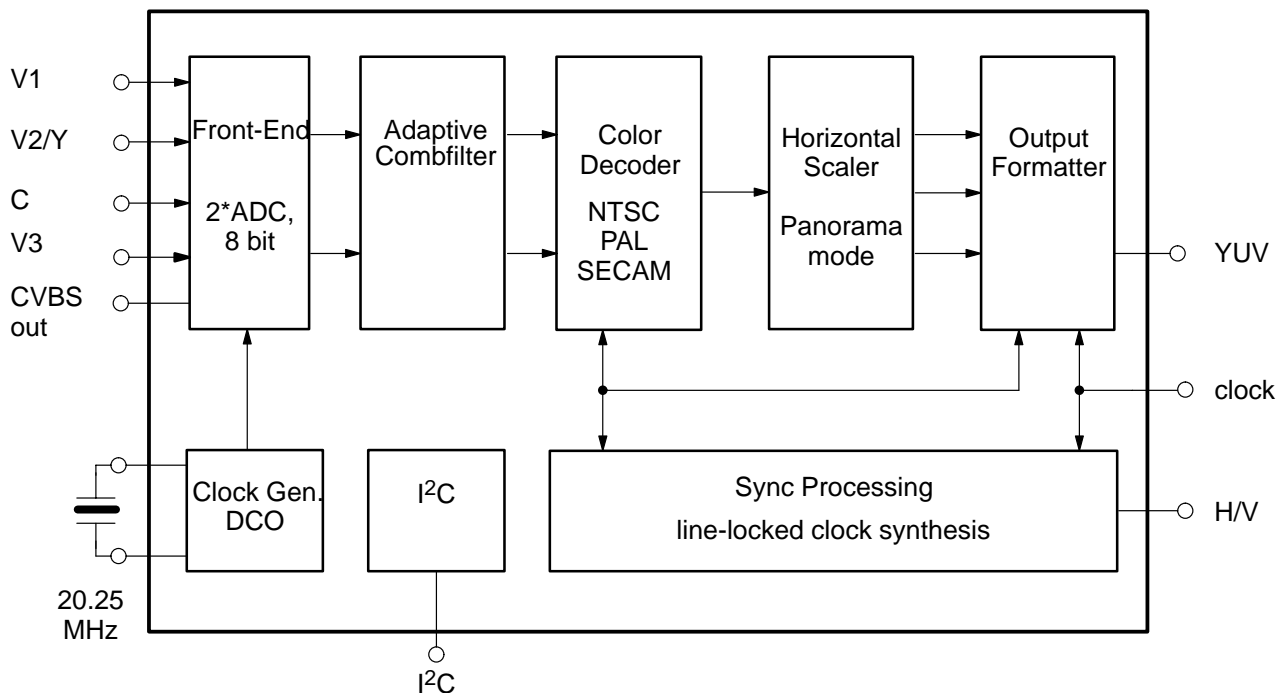 V1
V2/Y
C
V3
CVBS
out
Front-End
2*ADC,
8 bit
Adaptive
Combfilter
Color
Decoder
NTSC
PAL
SECAM
Horizontal
Scaler
Panorama
mode
Output
Formatter
YUV
clock
H/V
Clock Gen.
DCO
I²C
Sync Processing
line-locked clock synthesis
20.25
MHz
I²C